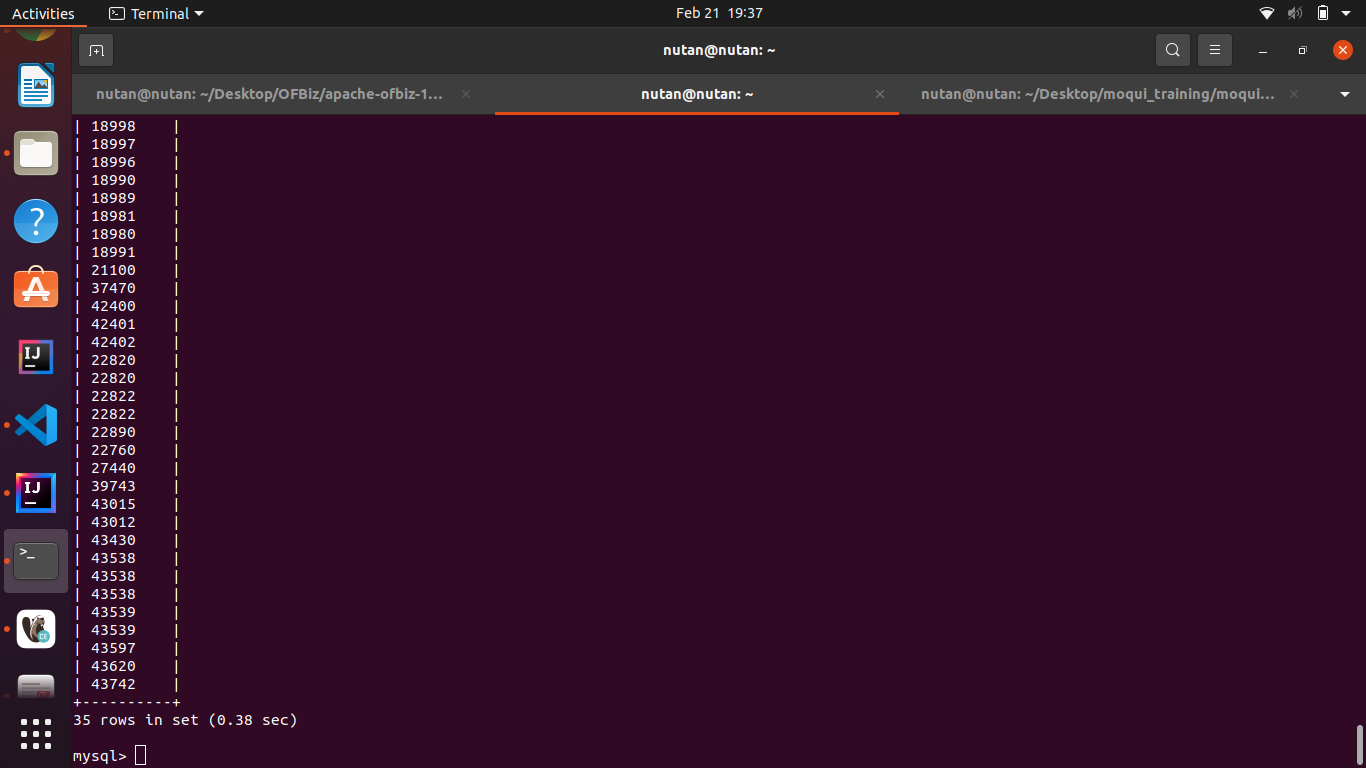 Activities
Terminal
Feb 21 19:37
nutan@nutan: ~
nutan@nutan: ~/Desktop/OFBiz/apache-ofbiz-1...
nutan@nutan: ~
nutan@nutan: ~/Desktop/moqui_training/moqui...
| 18998    |
| 18997    |
| 18996    |
| 18990    |
| 18989    |
| 18981    |
| 18980    |
| 18991    |
| 21100    |
| 37470    |
| 42400    |
| 42401    |
| 42402    |
| 22820    |
| 22820    |
| 22822    |
| 22822    |
| 22890    |
| 22760    |
| 27440    |
| 39743    |
| 43015    |
| 43012    |
| 43430    |
| 43538    |
| 43538    |
| 43538    |
| 43539    |
| 43539    |
| 43597    |
| 43620    |
| 43742    |
+----------+
35 rows in set (0.38 sec)
mysql>
?
IJ
IJ
>_
CE